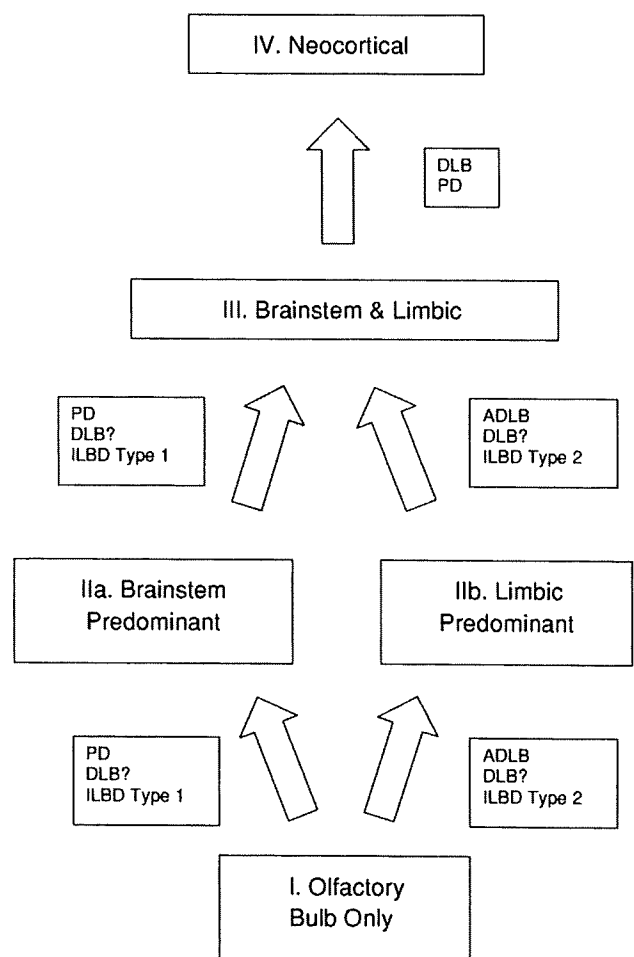 IV. Neocortical
DLB
PD
III. Brainstem & Limbic
PD
DLB?
ILBD Type 1
ADLB
DLB?
ILBD Type 2
IIa. Brainstem
Predominant
IIb. Limbic
Predominant
PD
DLB?
ILBD Type 1
ADLB
DLB?
ILBD Type 2
I. Olfactory
Bulb Only